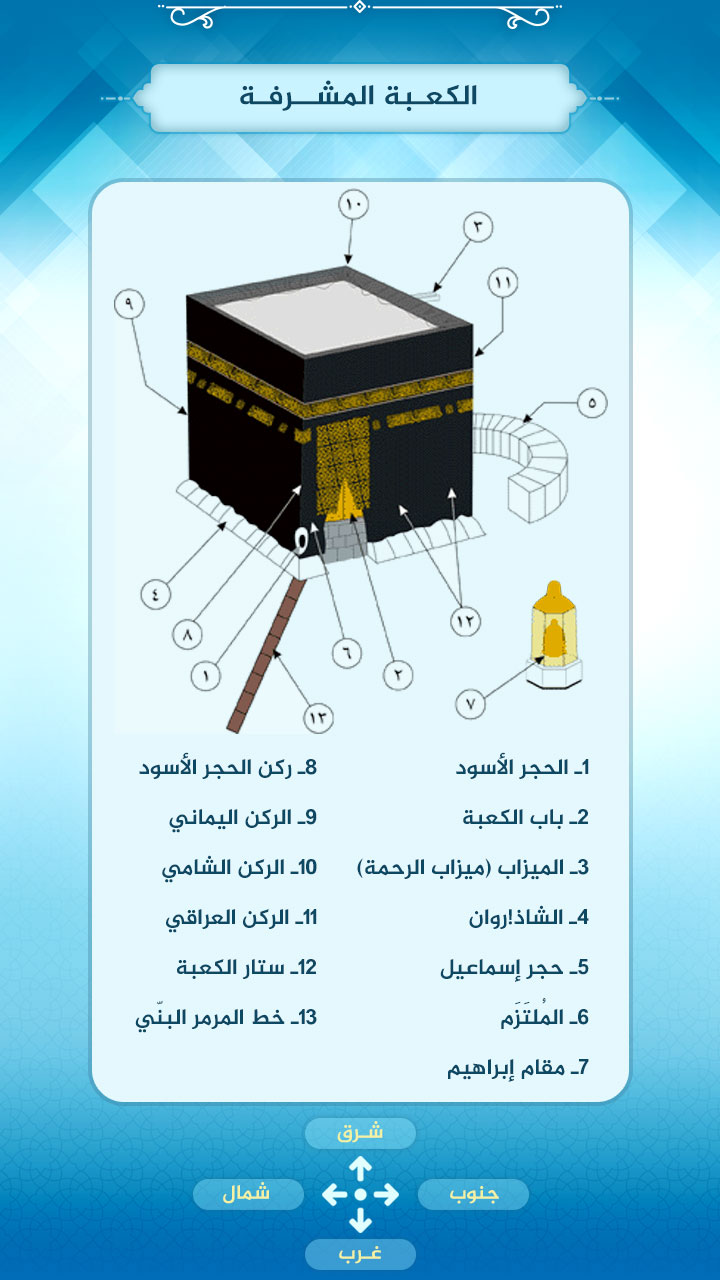 الكعـبة المشــرفـة
١٠
٣
١١
٩
٥
٤
٨
١
٦
٢
١٢
١٣
٧
1ـ الحجر الأسود
2ـ باب الكعبة
3ـ الميزاب (ميزاب الرحمة)
4ـ الشاذ!روان
5ـ حجر إسماعيل
6ـ المُلتَزَم
7ـ مقام إبراهيم
8ـ ركن الحجر الأسود
9ـ الركن اليماني
10ـ الركن الشامي
11ـ الركن العراقي
12ـ ستار الكعبة
13ـ خط المرمر البنّي
شـرق
جنوب
شمال
غـرب